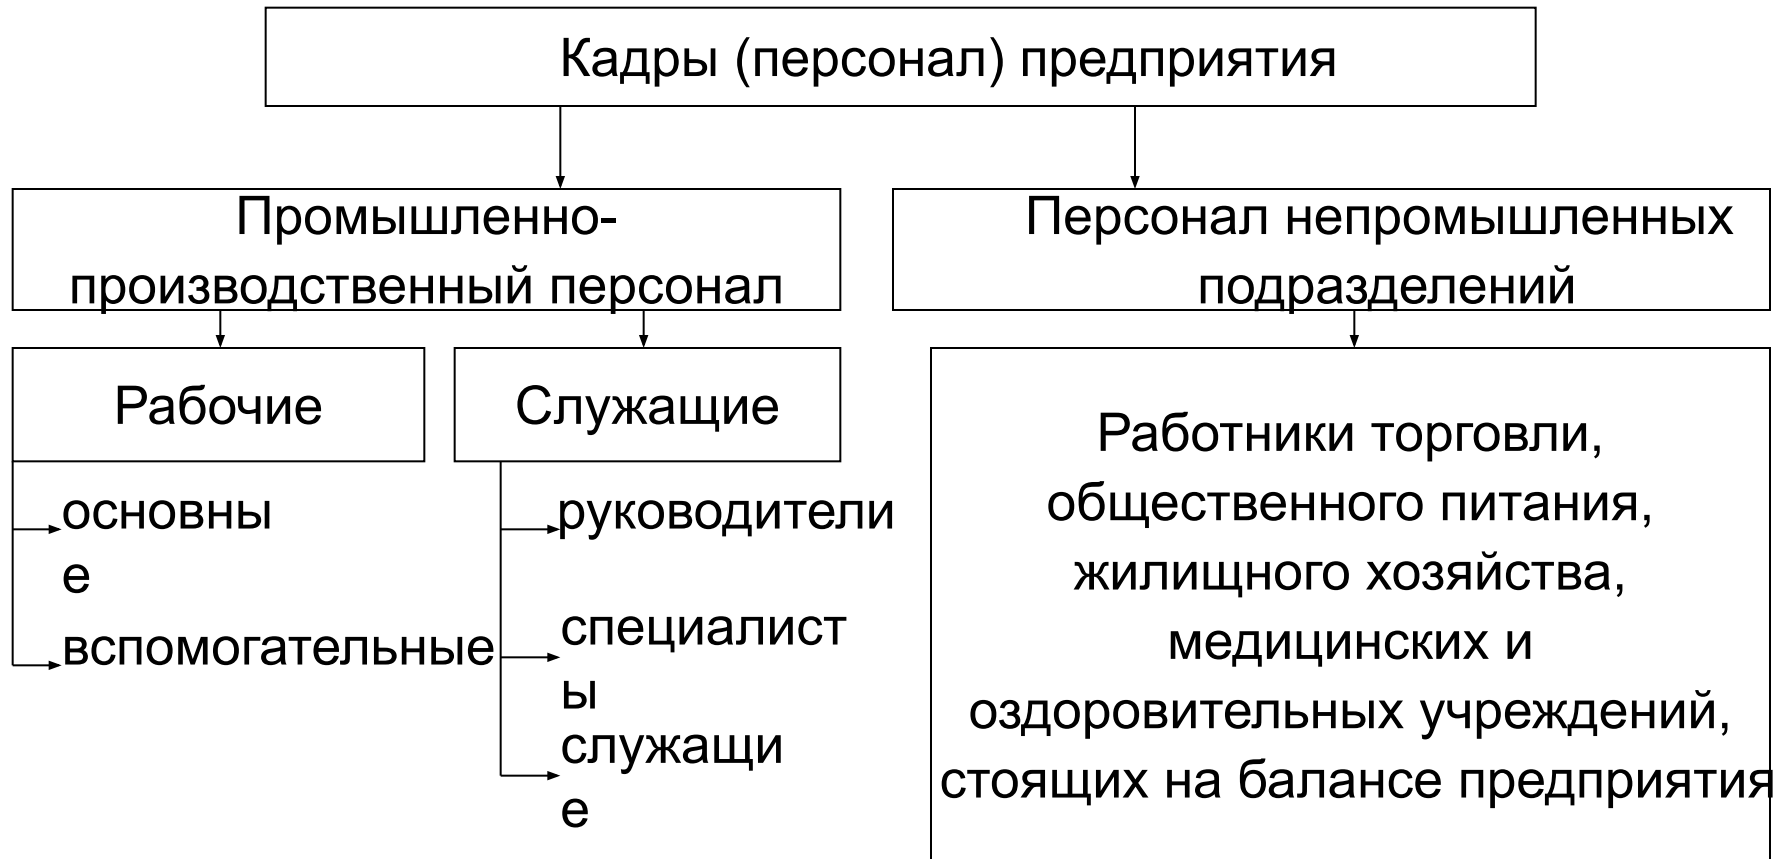 Кадры (персонал) предприятия
Промышленно-
производственный персонал
Персонал непромышленных
подразделений
Рабочие
основны
е
вспомогательные
Служащие
руководители
специалист
ы
служащи
е
Работники торговли,
общественного питания,
жилищного хозяйства,
медицинских и
оздоровительных учреждений,
стоящих на балансе предприятия